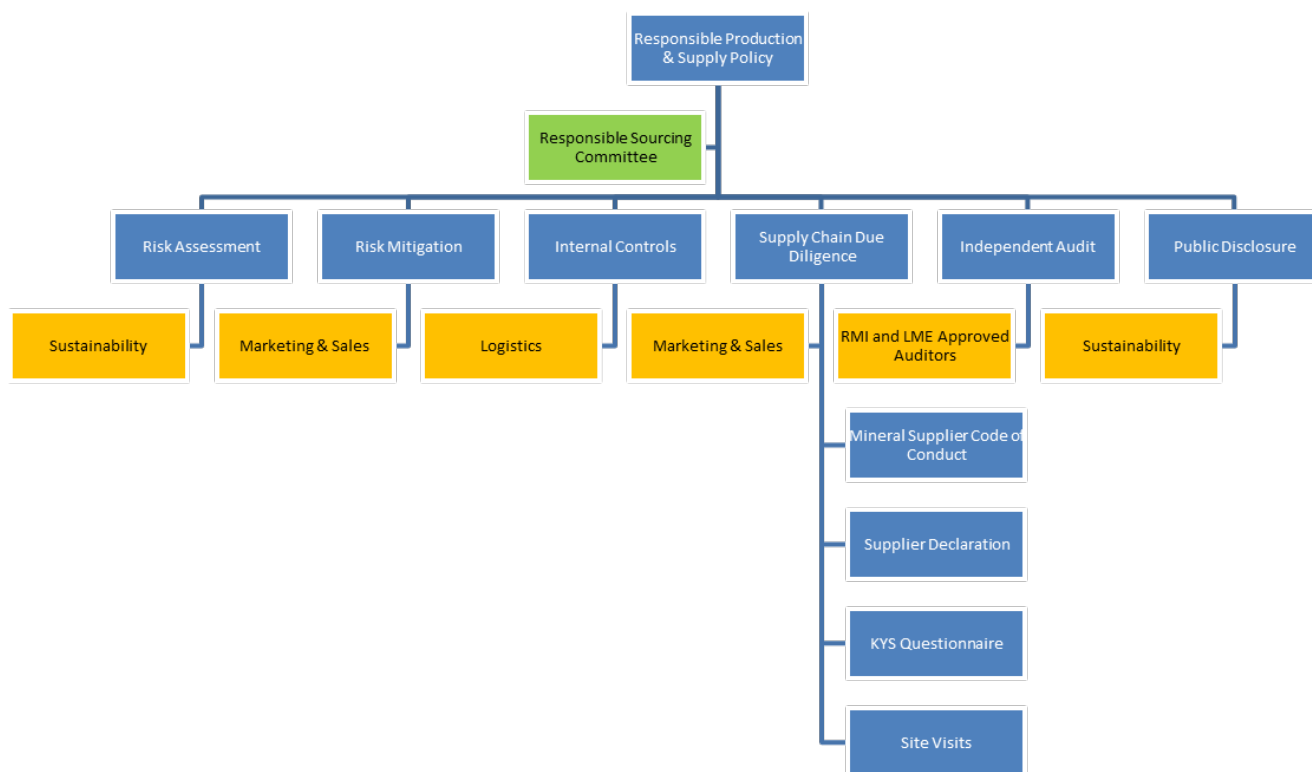 Responsible Production
& Supply Policy
Responsible Sourcing
Committee
Risk Assessment
Risk Mitigation
Internal Controls
Supply Chain Due
Diligence
Independent Audit
Public Disclosure
Sustainability
Marketing & Sales
Logistics
Marketing & Sales
RMI and LME Approved
Auditors
Sustainability
Mineral Supplier Code of
Conduct
Supplier Declaration
KYS Questionnaire
Site Visits